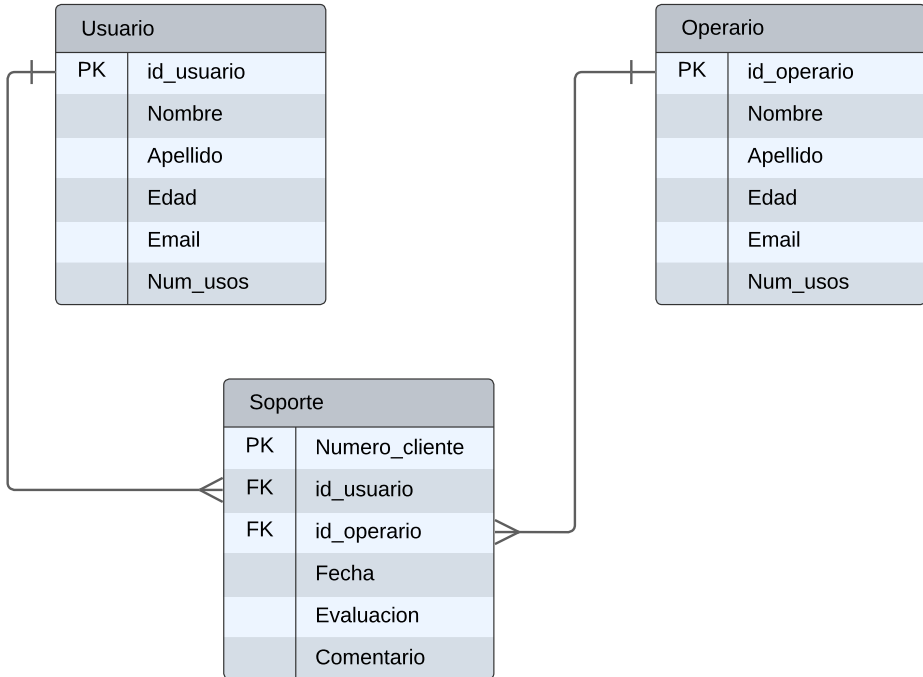 Usuario
PK id_usuario
Nombre
Apellido
Edad
Email
Num_usos
Operario
PK id_operario
Nombre
Apellido
Edad
Email
Num_usos
Soporte
PK Numero_cliente
FK id_usuario
FK id_operario
Fecha
Evaluacion
Comentario